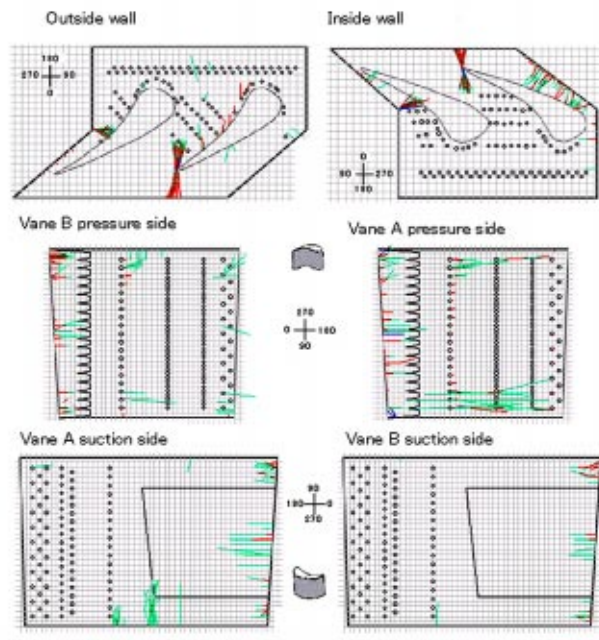 Outside wall
Inside wall
180
270 90
0
0
90 270
180
Vane B pressure side
Vane A pressure side
270
0 180
90
Vane A suction side
Vane B suction side
90
180 0
270